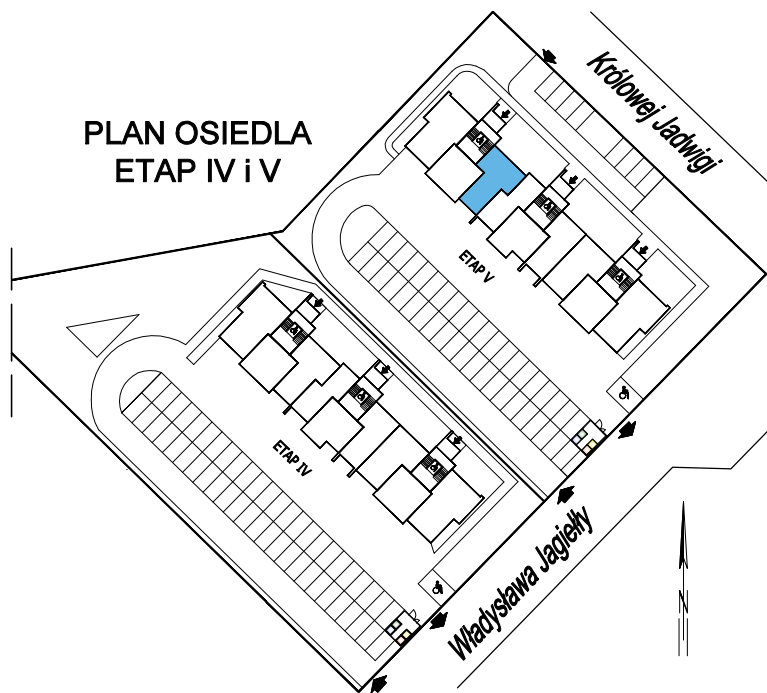 PLAN OSIEDLA
ETAP IV i V
Królowej Jadwigi
ETAP V
ETAP IV
Władysława Jagiełły
N